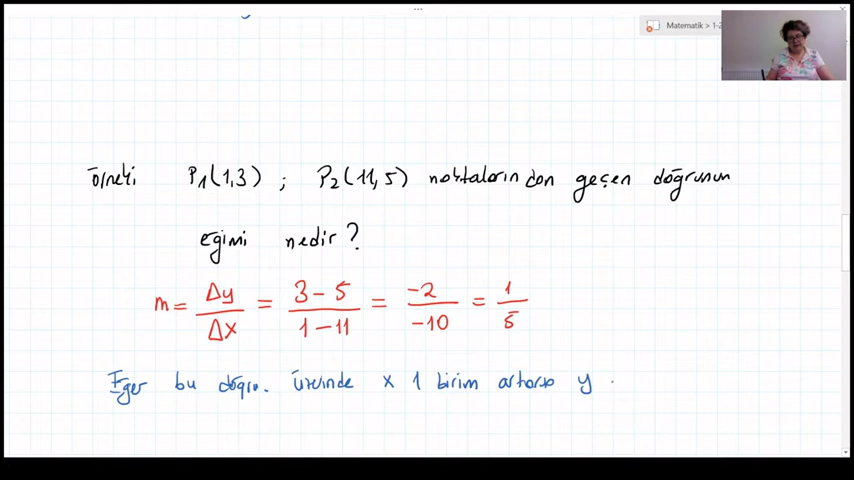 Matematik > 1-2
örnek: P₁(1,3) ; P₂(11,5) noktalarından geçen doğrunun
eğimi nedir?
m = Δy/Δx = 3-5/1-11 = -2/-10 = 1/5
Eğer bu doğru. üzerinde x 1 birim artarsa y